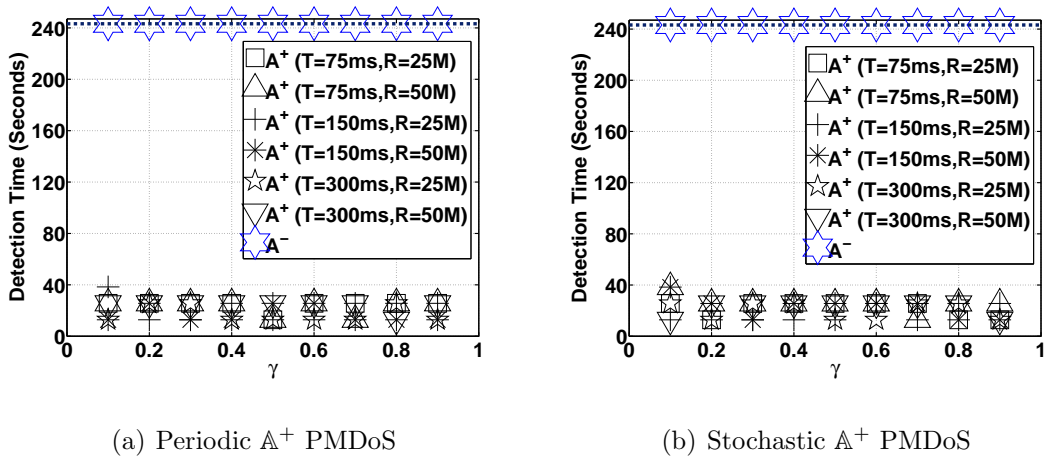 Detection Time (Seconds)
240
200
160
120
80
40
0
0 0.2 0.4 0.6 0.8 1
γ
A⁺ (T=75ms,R=25M)
A⁺ (T=75ms,R=50M)
A⁺ (T=150ms,R=25M)
A⁺ (T=150ms,R=50M)
A⁺ (T=300ms,R=25M)
A⁺ (T=300ms,R=50M)
A⁻
(a) Periodic 𝔸⁺ PMDoS
Detection Time (Seconds)
240
200
160
120
80
40
0
0 0.2 0.4 0.6 0.8 1
γ
A⁺ (T=75ms,R=25M)
A⁺ (T=75ms,R=50M)
A⁺ (T=150ms,R=25M)
A⁺ (T=150ms,R=50M)
A⁺ (T=300ms,R=25M)
A⁺ (T=300ms,R=50M)
A⁻
(b) Stochastic 𝔸⁺ PMDoS